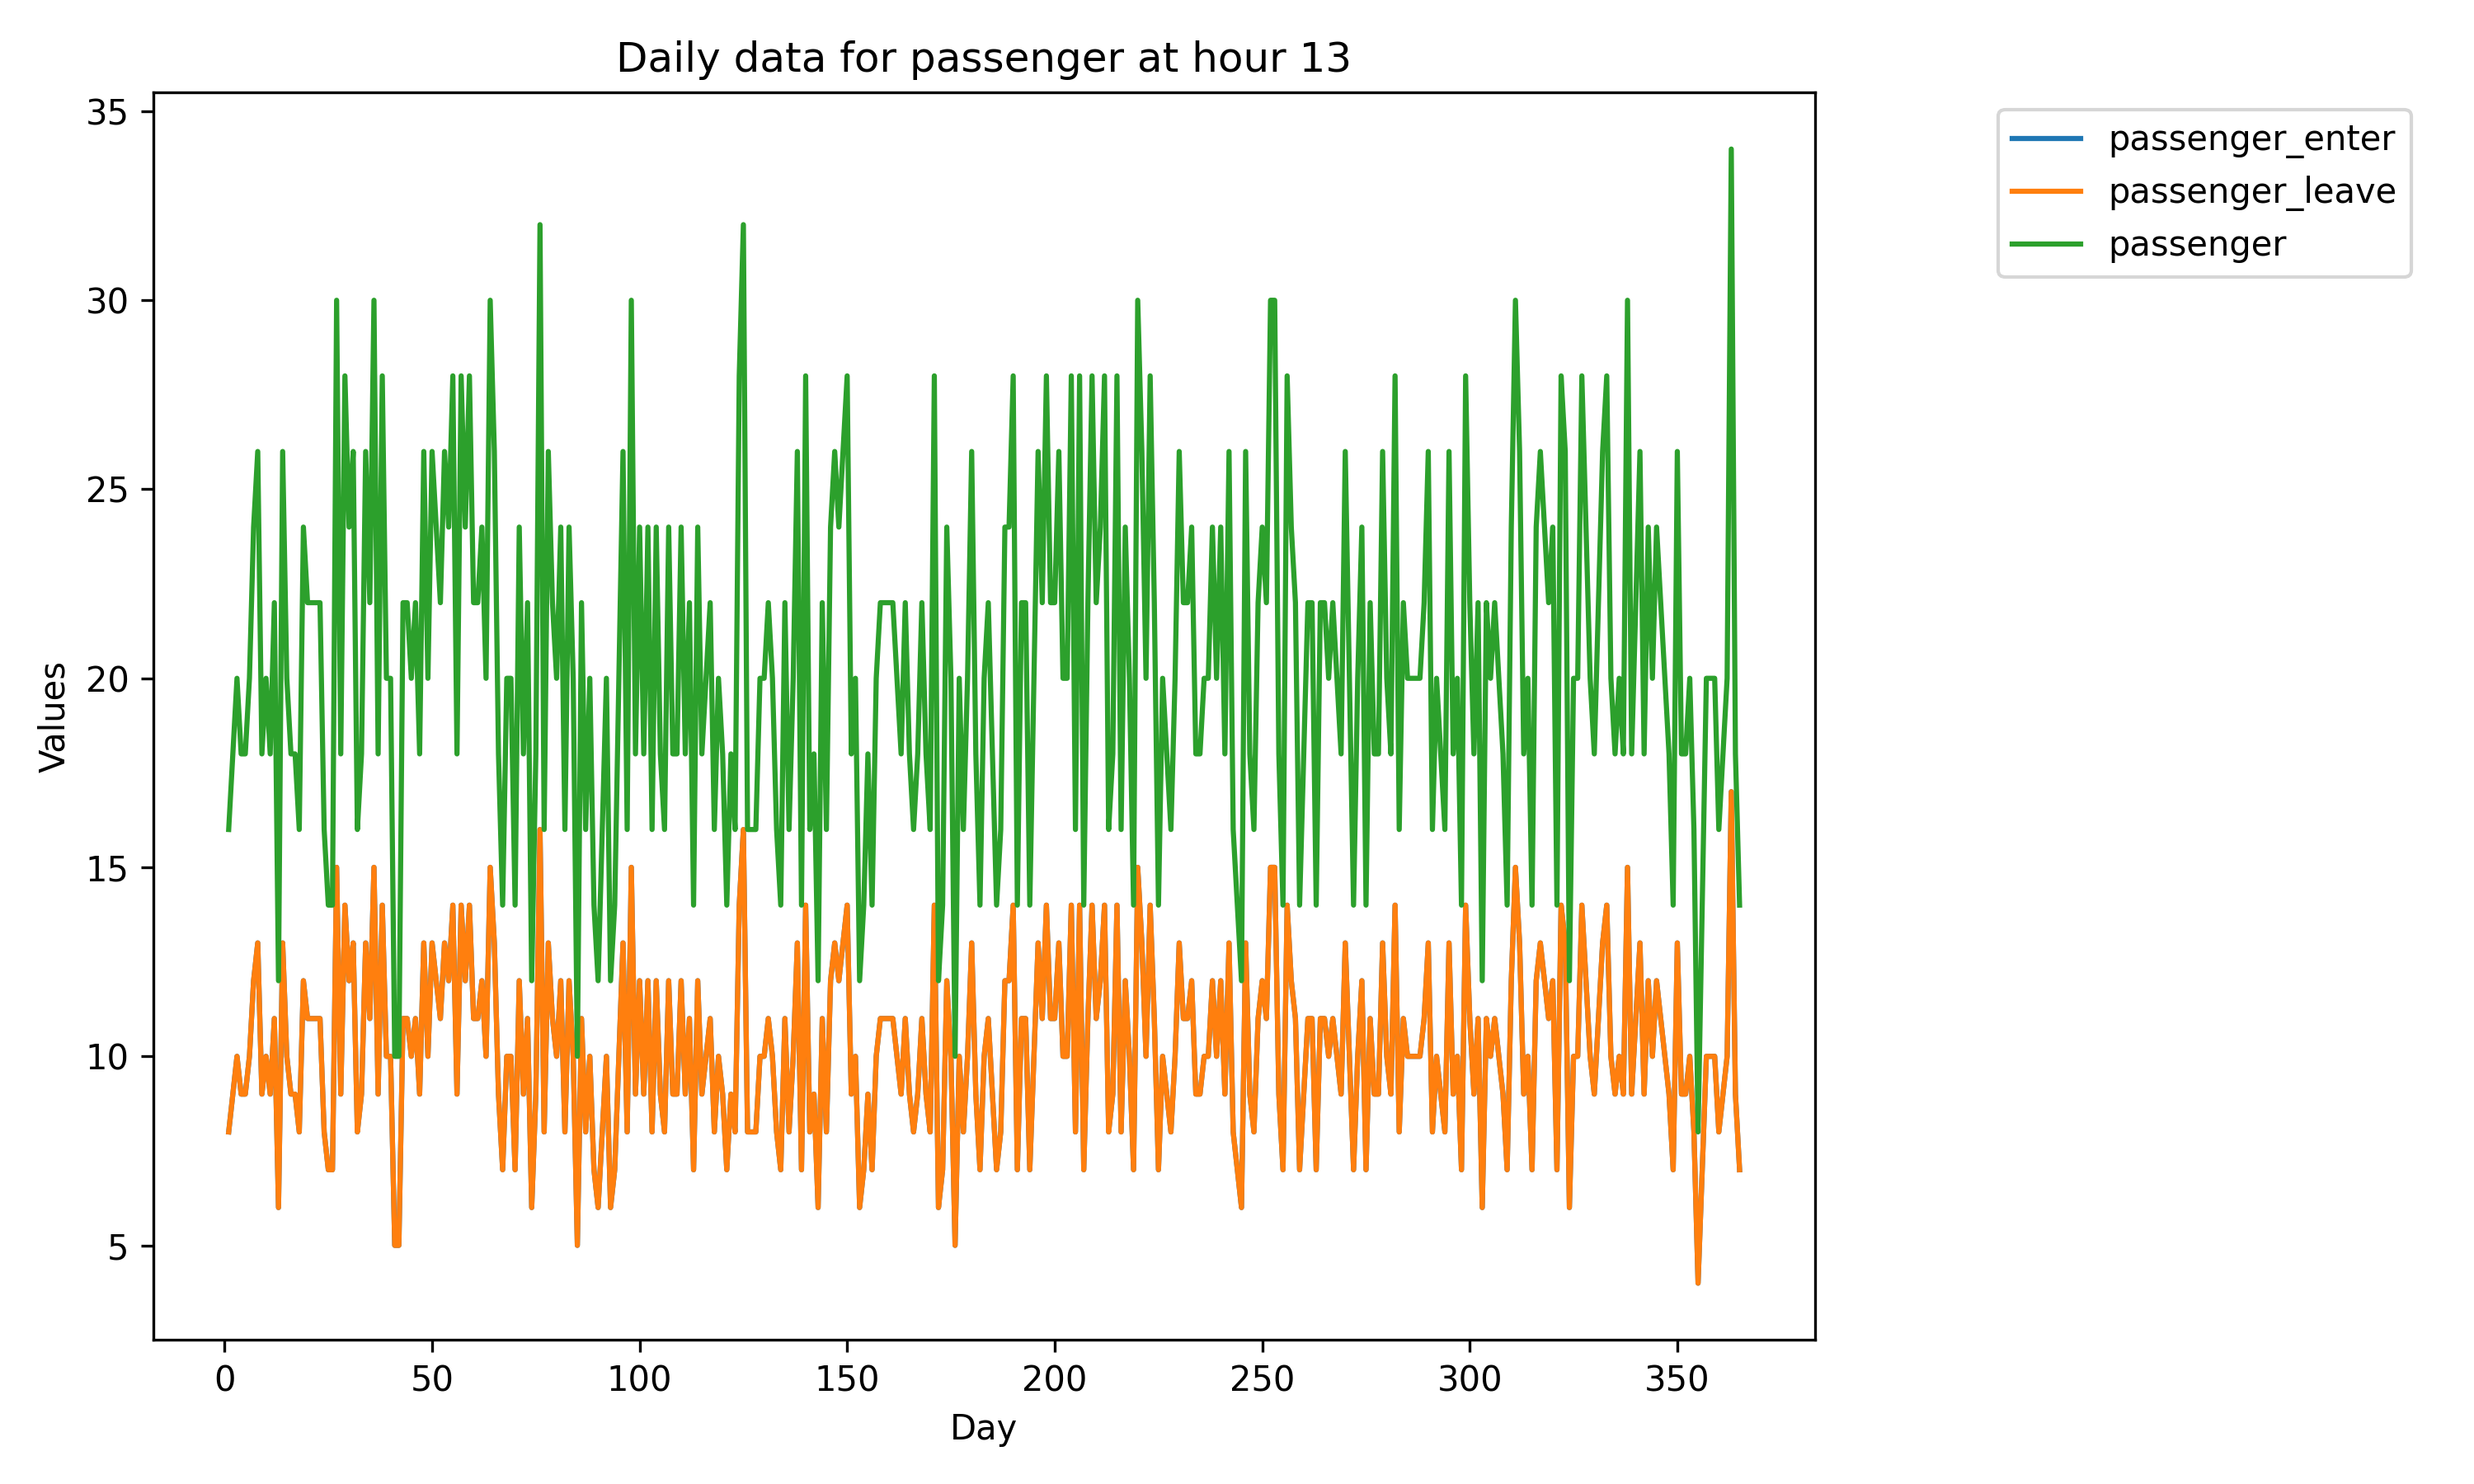 Daily data for passenger at hour 13
passenger_enter
passenger_leave
passenger
35
30
25
20
15
10
5
Values
0 50 100 150 200 250 300 350
Day